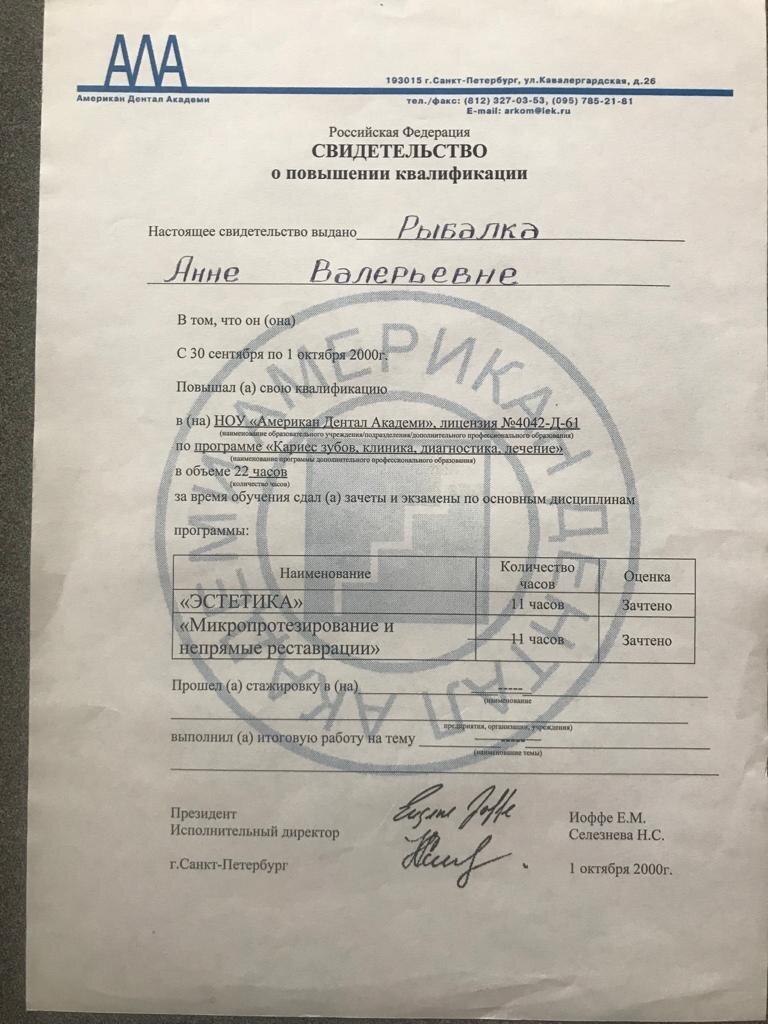 АДА
Американ Дентал Академи
193015 г.Санкт-Петербург, ул.Кавалергардская, д.26
тел./факс: (812) 327-03-53, (095) 785-21-81
E-mail: arkom@lek.ru
Российская Федерация
СВИДЕТЕЛЬСТВО
о повышении квалификации
Настоящее свидетельство выдано Рыбалка
Анне Валерьевне
В том, что он (она)
С 30 сентября по 1 октября 2000г.
Повышал (а) свою квалификацию
в (на) НОУ «Американ Дентал Академи», лицензия №4042-Д-61
(наименование образовательного учреждения/подразделения/дополнительного профессионального образования)
по программе «Кариес зубов, клиника, диагностика, лечение»
(наименование программы дополнительного профессионального образования)
в объеме 22 часов
(количество часов)
за время обучения сдал (а) зачеты и экзамены по основным дисциплинам
программы:
Наименование Количество часов Оценка
«ЭСТЕТИКА» 11 часов Зачтено
«Микропротезирование и
непрямые реставрации» 11 часов Зачтено
Прошел (а) стажировку в (на) -----
(наименование
предприятия, организации, учреждения)
выполнил (а) итоговую работу на тему -----
(наименование темы)
Президент Eugene Joffe Иоффе Е.М.
Исполнительный директор Селезнева Н.С.
г.Санкт-Петербург 1 октября 2000г.
АМЕРИКАН ДЕНТАЛ АКАДЕМИ